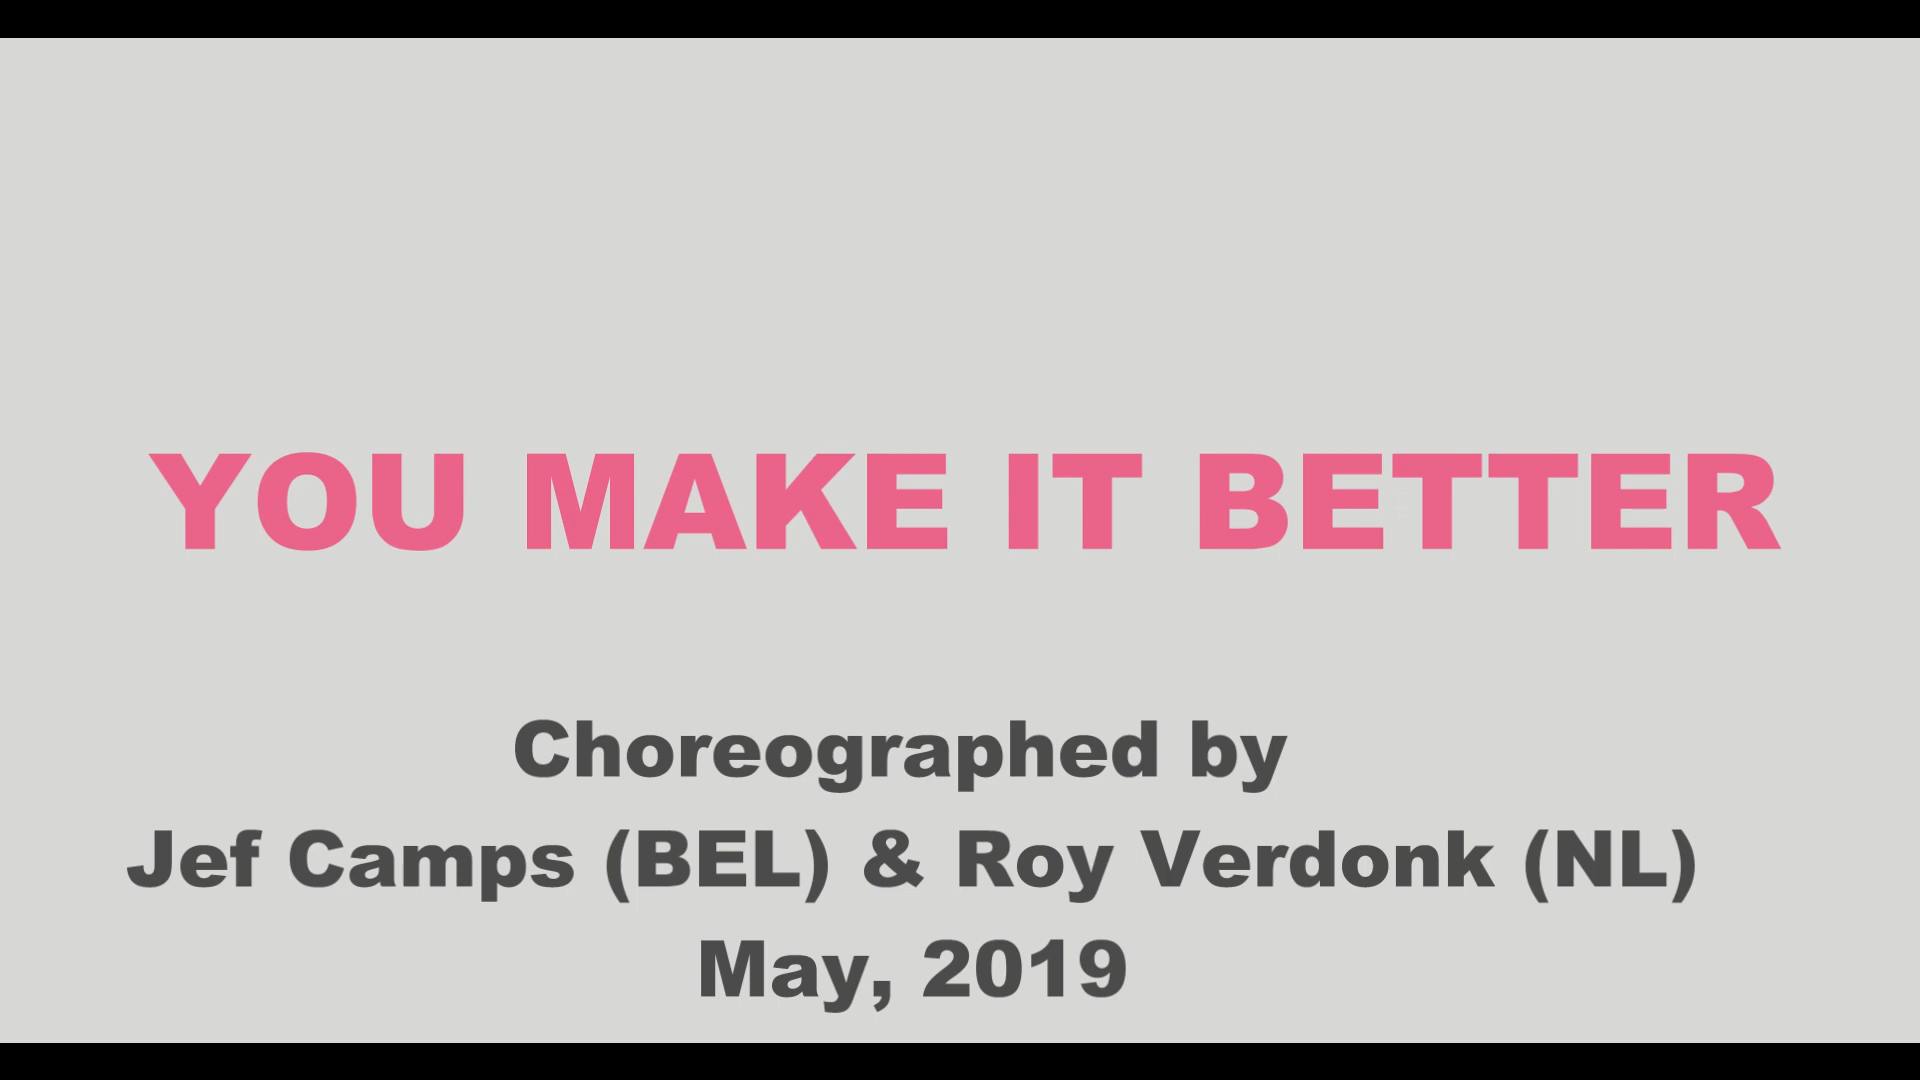 YOU MAKE IT BETTER
Choreographed by
Jef Camps (BEL) & Roy Verdonk (NL)
May, 2019